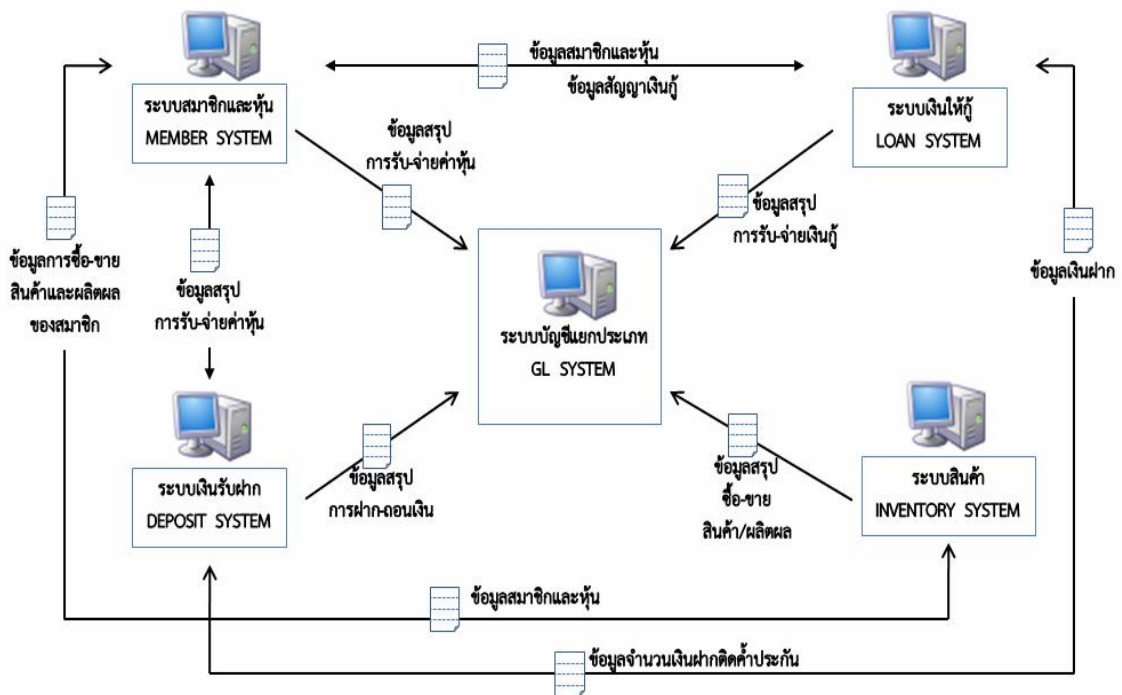 ข้อมูลสมาชิกและหุ้น
ข้อมูลสัญญาเงินกู้
ระบบสมาชิกและหุ้น
MEMBER SYSTEM
ระบบเงินให้กู้
LOAN SYSTEM
ข้อมูลสรุป
การรับ-จ่ายค่าหุ้น
ข้อมูลสรุป
การรับ-จ่ายเงินกู้
ข้อมูลการซื้อ-ขาย
สินค้าและผลิตผล
ของสมาชิก
ข้อมูลสรุป
การรับ-จ่ายค่าหุ้น
ข้อมูลเงินฝาก
ระบบบัญชีแยกประเภท
GL SYSTEM
ระบบเงินรับฝาก
DEPOSIT SYSTEM
ข้อมูลสรุป
การฝาก-ถอนเงิน
ข้อมูลสรุป
ซื้อ-ขาย
สินค้า/ผลิตผล
ระบบสินค้า
INVENTORY SYSTEM
ข้อมูลสมาชิกและหุ้น
ข้อมูลจำนวนเงินฝากติดค้ำประกัน